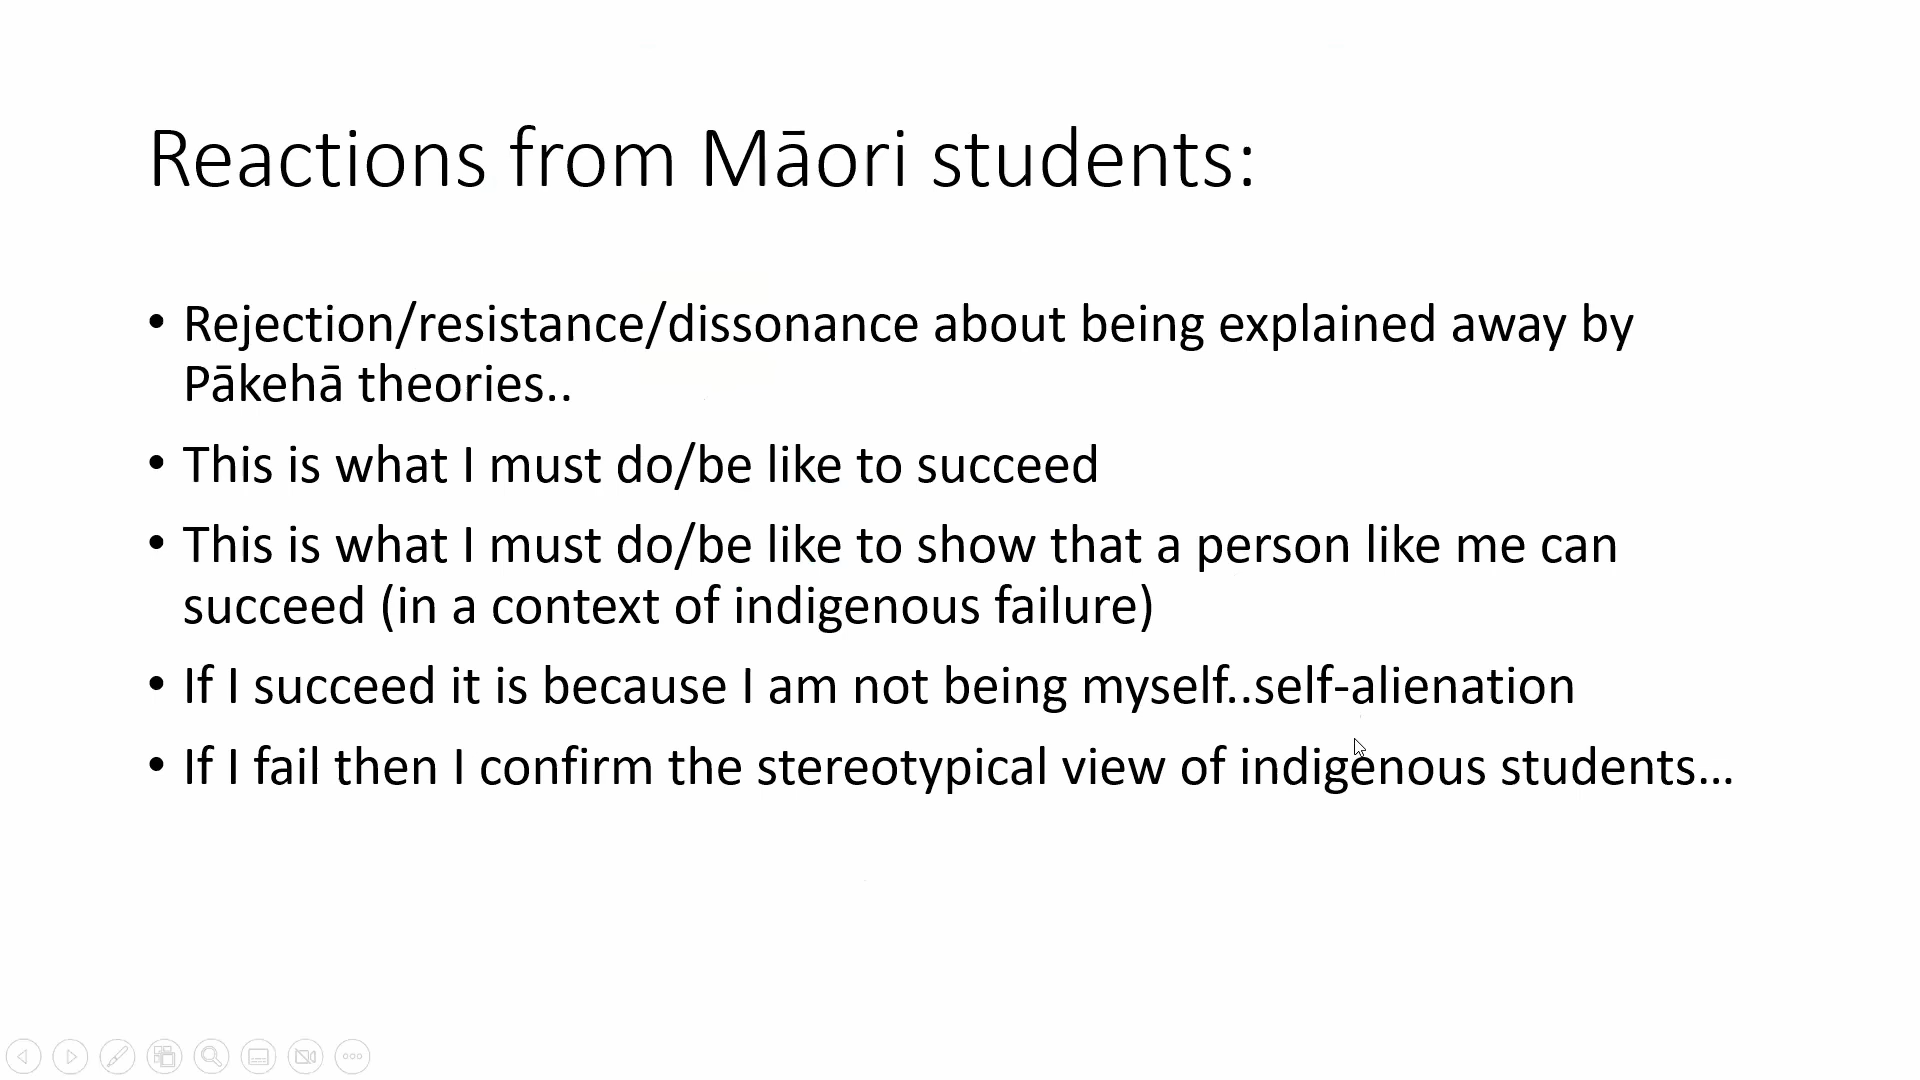 Reactions from Māori students:
• Rejection/resistance/dissonance about being explained away by
Pākehā theories..
• This is what I must do/be like to succeed
• This is what I must do/be like to show that a person like me can
succeed (in a context of indigenous failure)
• If I succeed it is because I am not being myself..self-alienation
• If I fail then I confirm the stereotypical view of indigenous students...